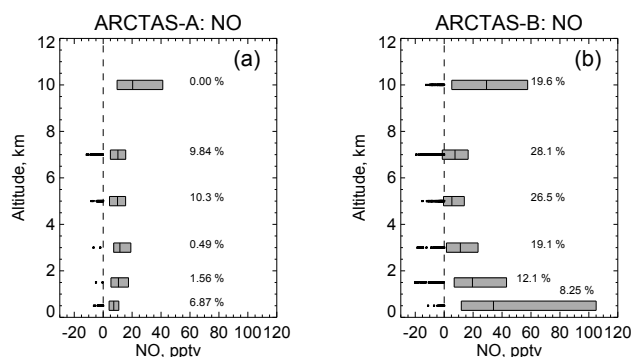 ARCTAS-A: NO
ARCTAS-B: NO
12
(a)
10
0.00 %
8
9.84 %
6
10.3 %
4
0.49 %
2
1.56 %
6.87 %
0
Altitude, km
-20 0 20 40 60 80 100 120
NO, pptv
12
(b)
10
19.6 %
8
28.1 %
6
26.5 %
4
19.1 %
2
12.1 %
8.25 %
0
Altitude, km
-20 0 20 40 60 80 100 120
NO, pptv